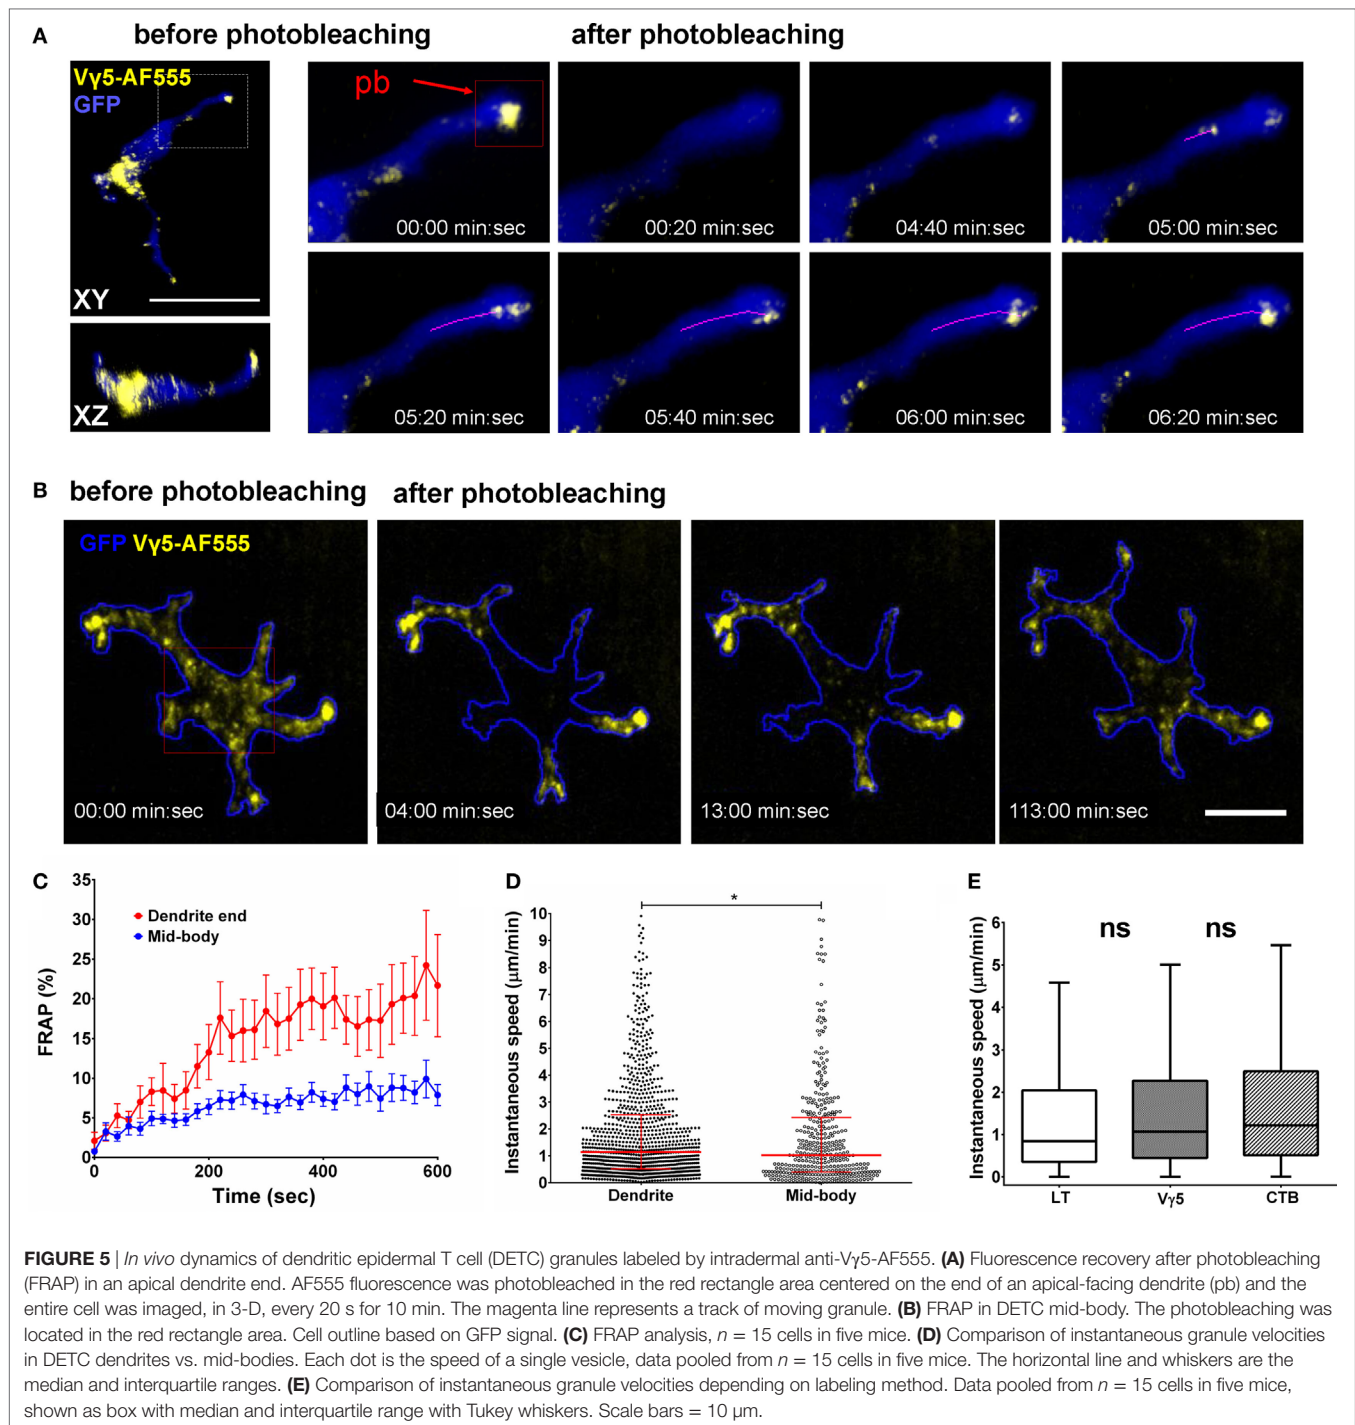 A
before photobleaching
after photobleaching
Vγ5-AF555
GFP
XY
XZ
pb
00:00 min:sec
00:20 min:sec
04:40 min:sec
05:00 min:sec
05:20 min:sec
05:40 min:sec
06:00 min:sec
06:20 min:sec
B
before photobleaching
after photobleaching
GFP Vγ5-AF555
00:00 min:sec
04:00 min:sec
13:00 min:sec
113:00 min:sec
C
35
30
25
20
15
10
5
0
FRAP (%)
Dendrite end
Mid-body
0
200
400
600
Time (sec)
D
*
10
9
8
7
6
5
4
3
2
1
0
Instantaneous speed (μm/min)
Dendrite
Mid-body
E
ns
ns
6
5
4
3
2
1
0
Instantaneous speed (μm/min)
LT
Vγ5
CTB
FIGURE 5 | In vivo dynamics of dendritic epidermal T cell (DETC) granules labeled by intradermal anti-Vγ5-AF555. (A) Fluorescence recovery after photobleaching
(FRAP) in an apical dendrite end. AF555 fluorescence was photobleached in the red rectangle area centered on the end of an apical-facing dendrite (pb) and the
entire cell was imaged, in 3-D, every 20 s for 10 min. The magenta line represents a track of moving granule. (B) FRAP in DETC mid-body. The photobleaching was
located in the red rectangle area. Cell outline based on GFP signal. (C) FRAP analysis, n = 15 cells in five mice. (D) Comparison of instantaneous granule velocities
in DETC dendrites vs. mid-bodies. Each dot is the speed of a single vesicle, data pooled from n = 15 cells in five mice. The horizontal line and whiskers are the
median and interquartile ranges. (E) Comparison of instantaneous granule velocities depending on labeling method. Data pooled from n = 15 cells in five mice,
shown as box with median and interquartile range with Tukey whiskers. Scale bars = 10 μm.